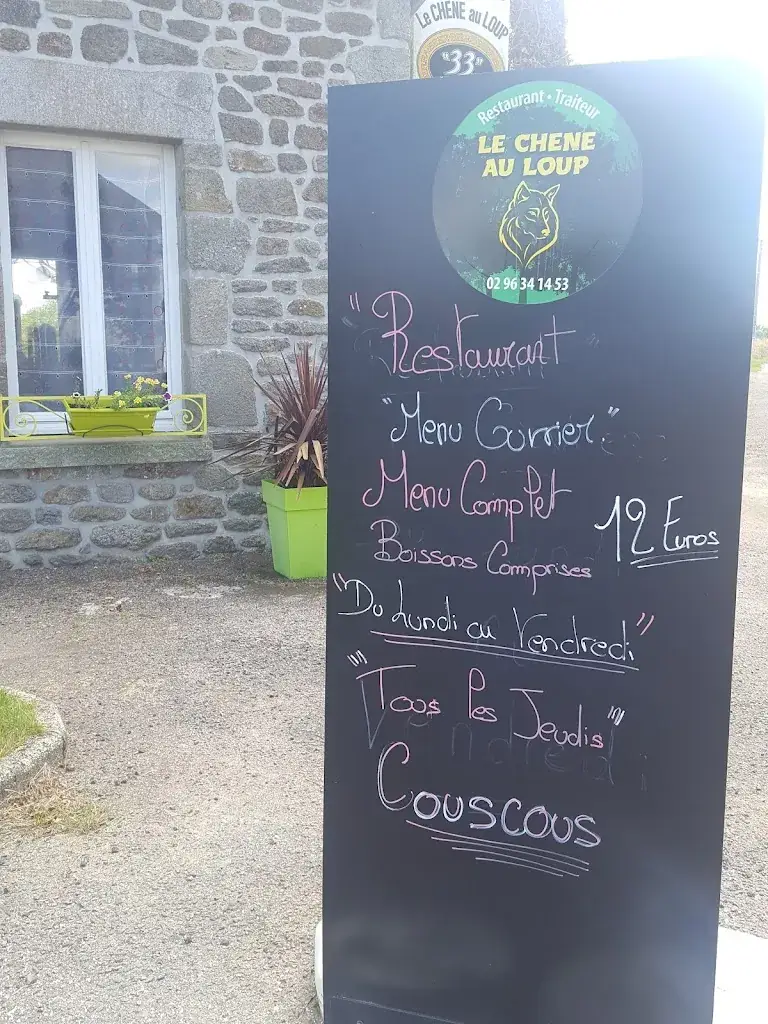 Le CHENE au LOUP
"33"
Restaurant • Traiteur
LE CHENE
AU LOUP
02 96 34 14 53
"Restaurant"
"Menu Ouvrier"
Menu Complet
12 Euros
Boissons Comprises
"Du Lundi au Vendredi"
"Tous les Jeudis"
Vendredi
Couscous